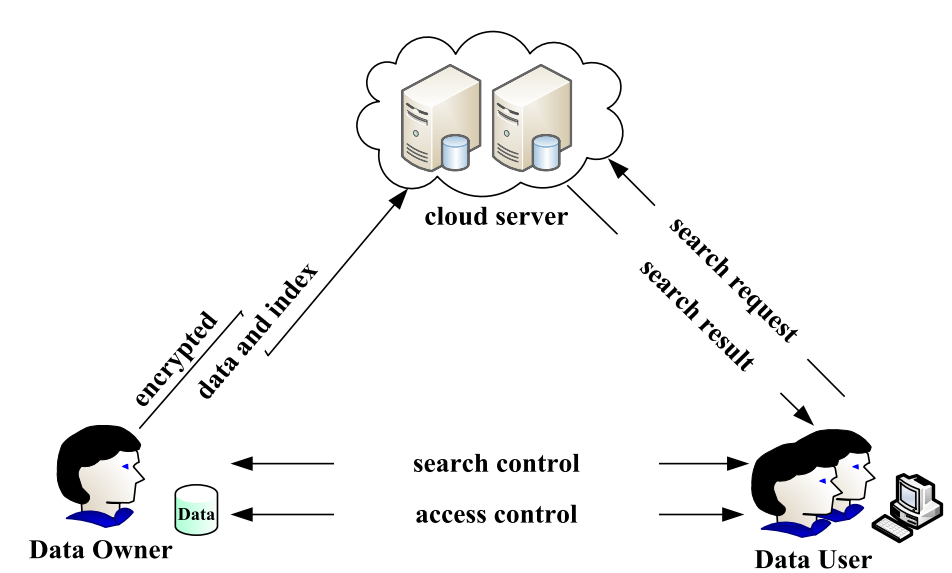 cloud server
encrypted
data and index
search request
search result
search control
access control
Data
Data Owner
Data User